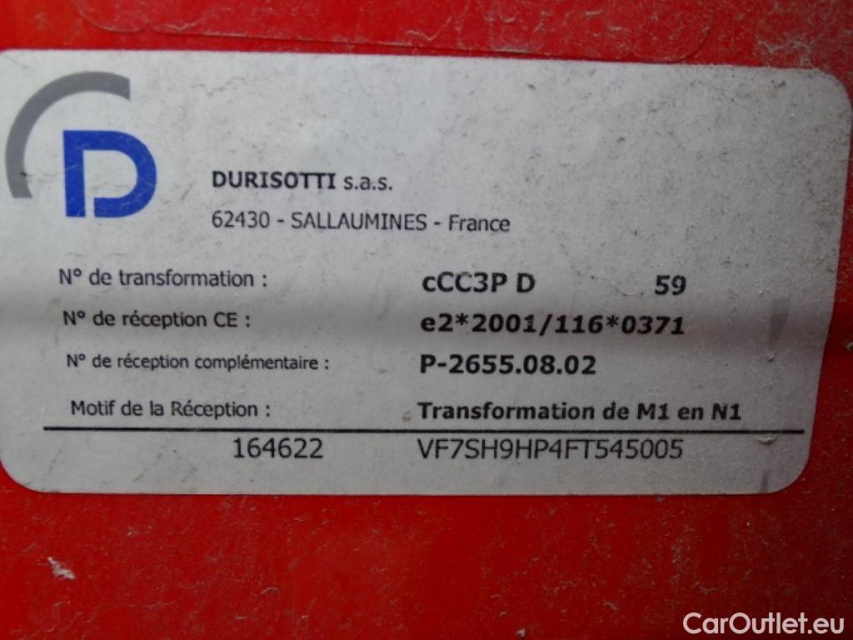 D
DURISOTTI s.a.s.
62430 - SALLAUMINES - France
N° de transformation : cCC3P D 59
N° de réception CE : e2*2001/116*0371
N° de réception complémentaire : P-2655.08.02
Motif de la Réception : Transformation de M1 en N1
164622 VF7SH9HP4FT545005
CarOutlet.eu